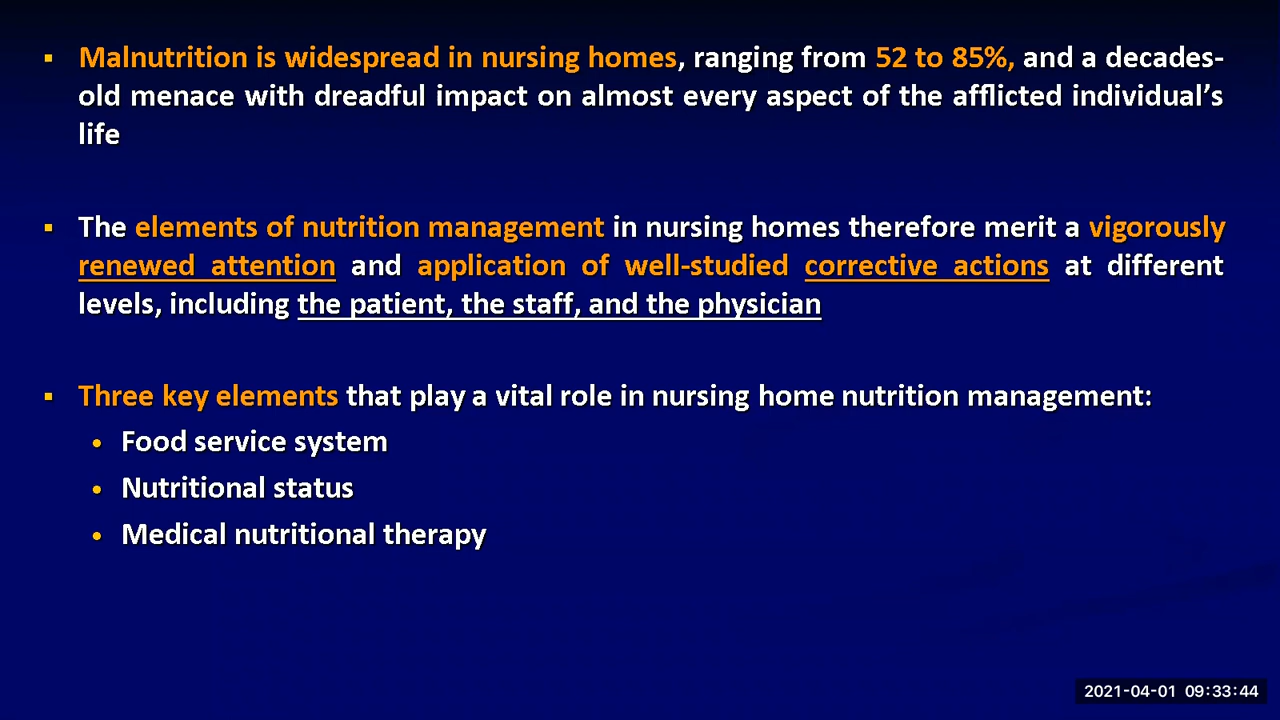 ▪ Malnutrition is widespread in nursing homes, ranging from 52 to 85%, and a decades-
old menace with dreadful impact on almost every aspect of the afflicted individual’s
life
▪ The elements of nutrition management in nursing homes therefore merit a vigorously
renewed attention and application of well-studied corrective actions at different
levels, including the patient, the staff, and the physician
▪ Three key elements that play a vital role in nursing home nutrition management:
• Food service system
• Nutritional status
• Medical nutritional therapy
2021-04-01 09:33:44